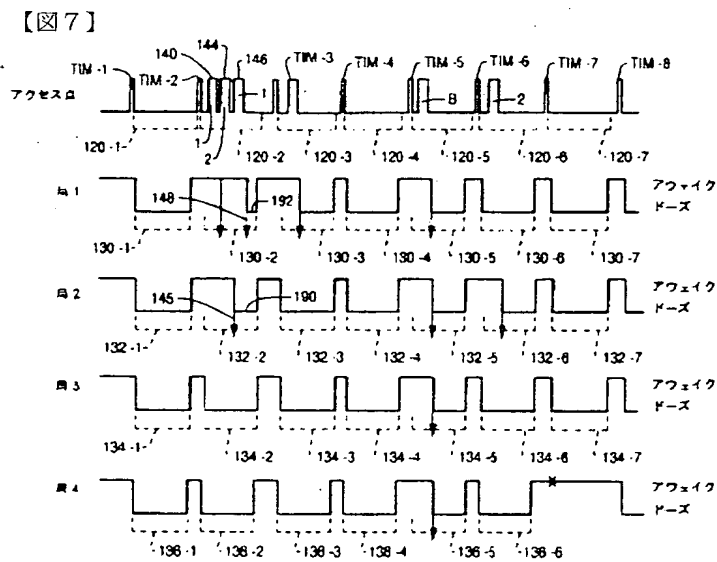 【図7】
140 144 146
TIM-1 TIM-2 TIM-3 TIM-4 TIM-5 TIM-6 TIM-7 TIM-8
アクセス点
1 2 1 B 2
120-1 120-2 120-3 120-4 120-5 120-6 120-7
局1 148 192 アウェイク
ドーズ
130-1 130-2 130-3 130-4 130-5 130-6 130-7
局2 145 190 アウェイク
ドーズ
132-1 132-2 132-3 132-4 132-5 132-6 132-7
局3 アウェイク
ドーズ
134-1 134-2 134-3 134-4 134-5 134-6 134-7
局4 アウェイク
ドーズ
136-1 136-2 136-3 136-4 136-5 136-6